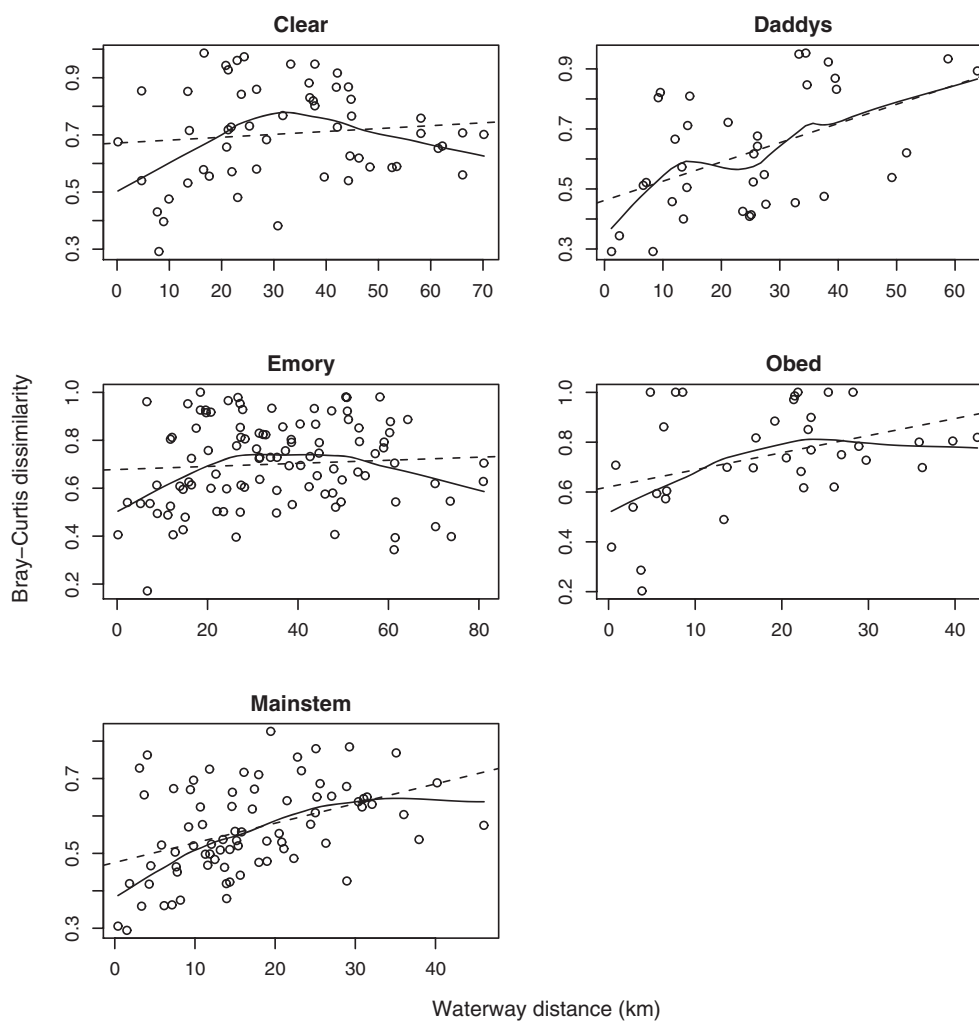 Clear
Daddys
0.3 0.5 0.7 0.9
0 10 20 30 40 50 60 70
0.3 0.5 0.7 0.9
0 10 20 30 40 50 60
Emory
Obed
0.2 0.4 0.6 0.8 1.0
0 20 40 60 80
0.2 0.4 0.6 0.8 1.0
0 10 20 30 40
Bray−Curtis dissimilarity
Mainstem
0.3 0.5 0.7
0 10 20 30 40
Waterway distance (km)